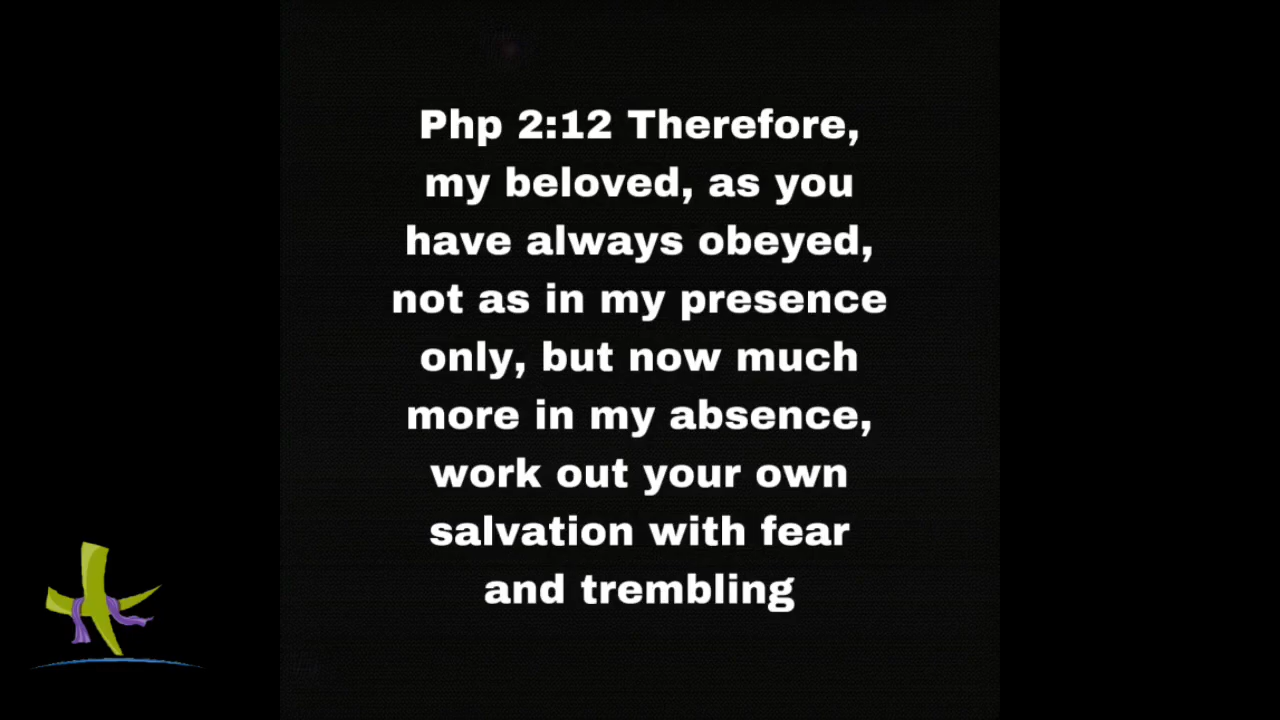 Php 2:12 Therefore,
my beloved, as you
have always obeyed,
not as in my presence
only, but now much
more in my absence,
work out your own
salvation with fear
and trembling